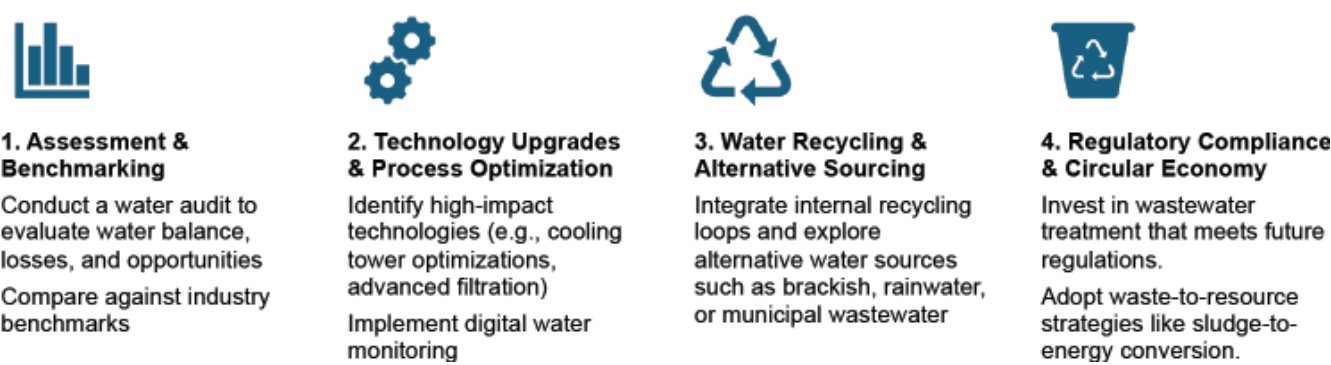 1. Assessment &
Benchmarking
Conduct a water audit to
evaluate water balance,
losses, and opportunities
Compare against industry
benchmarks
2. Technology Upgrades
& Process Optimization
Identify high-impact
technologies (e.g., cooling
tower optimizations,
advanced filtration)
Implement digital water
monitoring
3. Water Recycling &
Alternative Sourcing
Integrate internal recycling
loops and explore
alternative water sources
such as brackish, rainwater,
or municipal wastewater
4. Regulatory Compliance
& Circular Economy
Invest in wastewater
treatment that meets future
regulations.
Adopt waste-to-resource
strategies like sludge-to-
energy conversion.